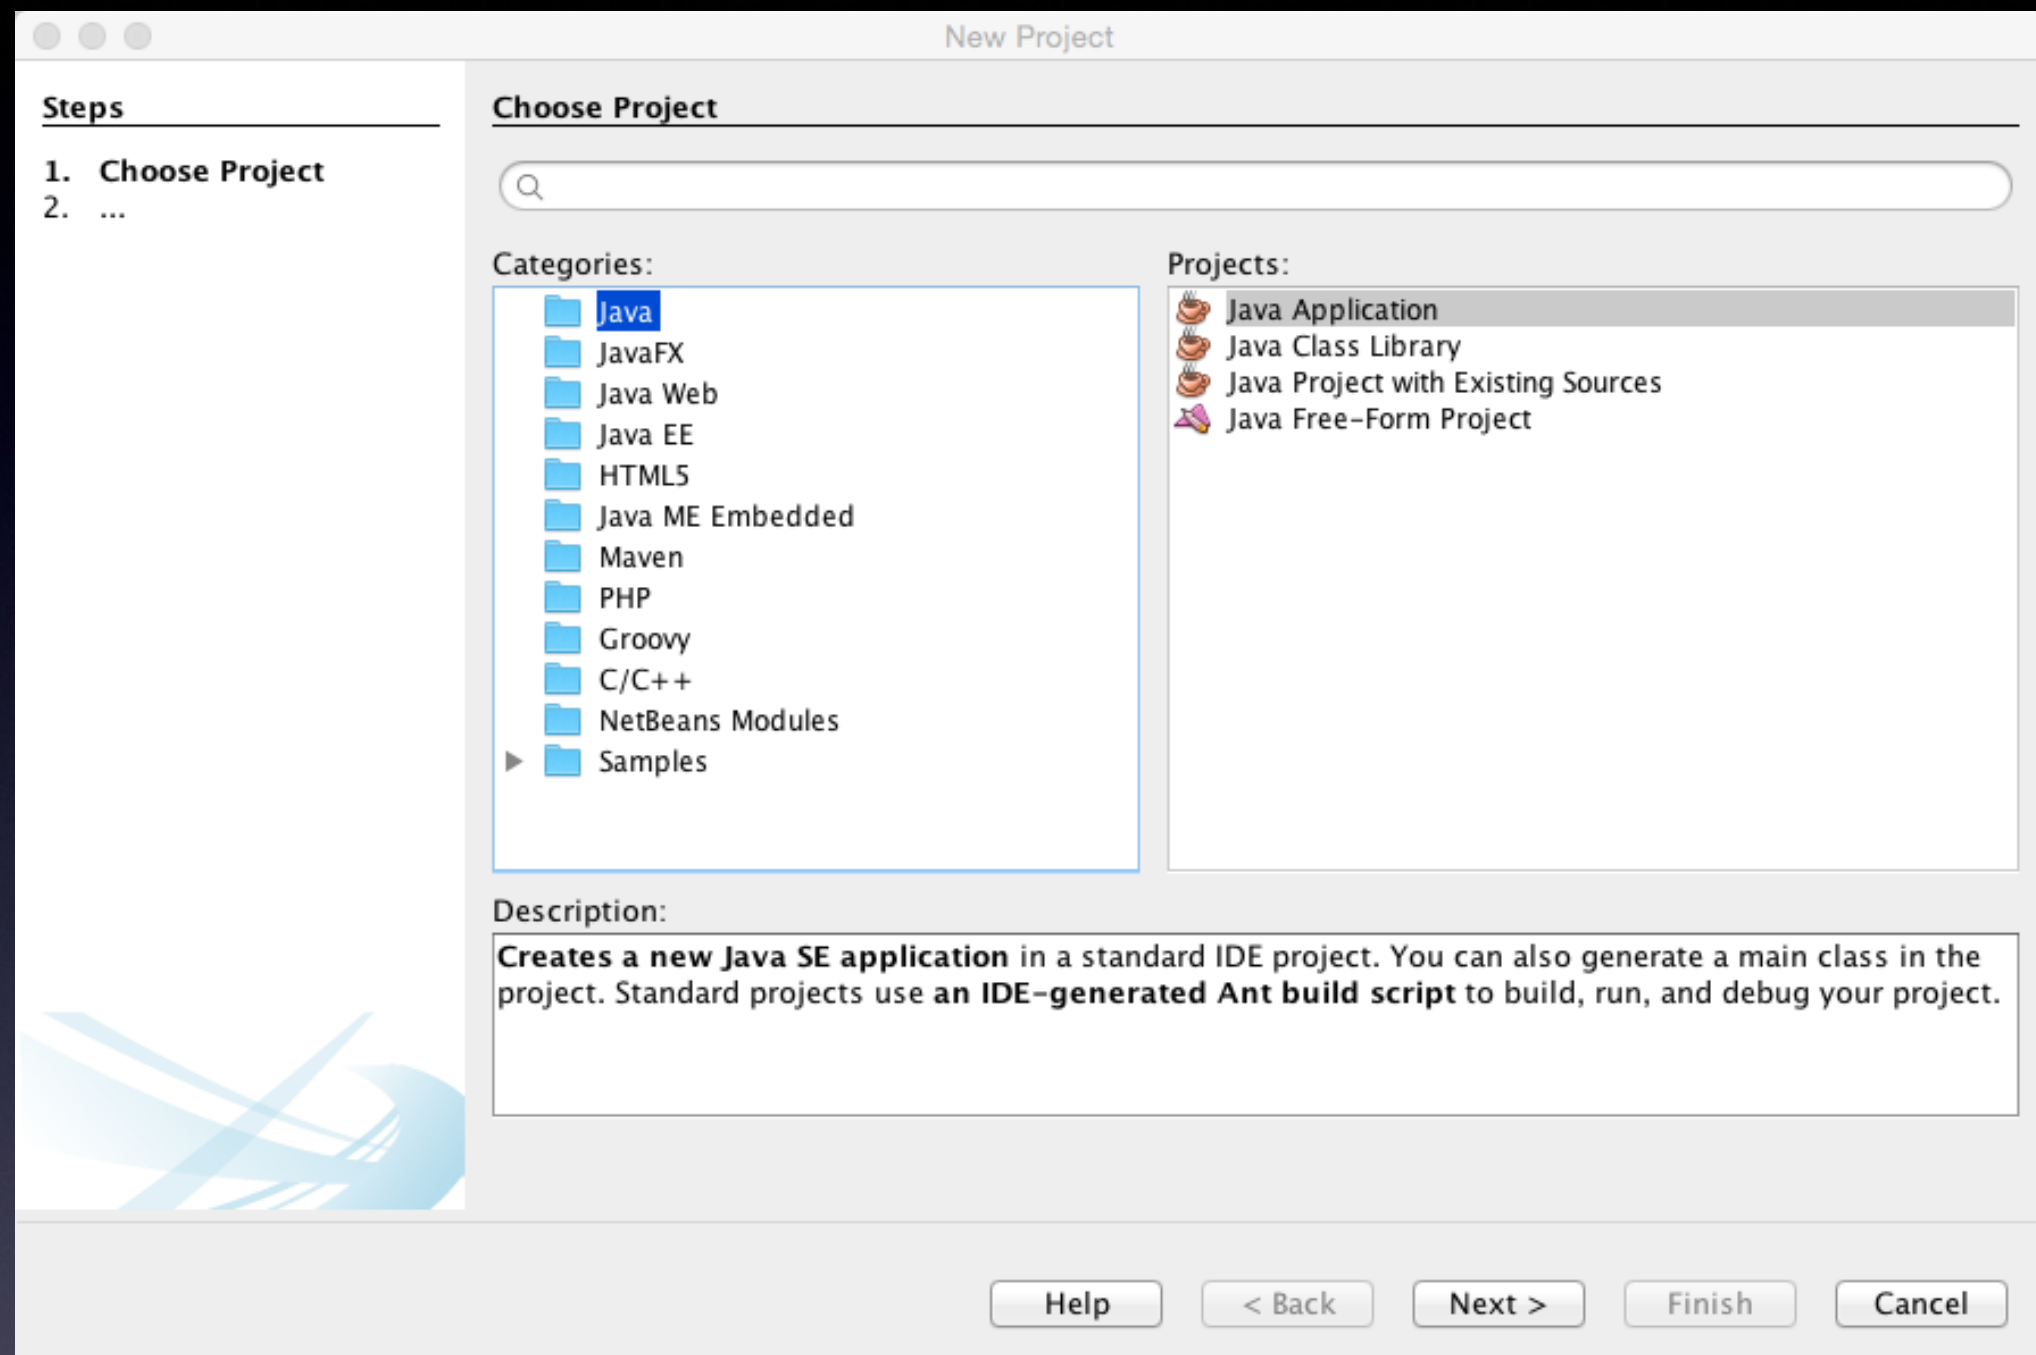 New Project
Steps
1. Choose Project
2. ...
Choose Project
Categories:
Java
JavaFX
Java Web
Java EE
HTML5
Java ME Embedded
Maven
PHP
Groovy
C/C++
NetBeans Modules
Samples
Projects:
Java Application
Java Class Library
Java Project with Existing Sources
Java Free-Form Project
Description:
Creates a new Java SE application in a standard IDE project. You can also generate a main class in the
project. Standard projects use an IDE-generated Ant build script to build, run, and debug your project.
Help
< Back
Next >
Finish
Cancel